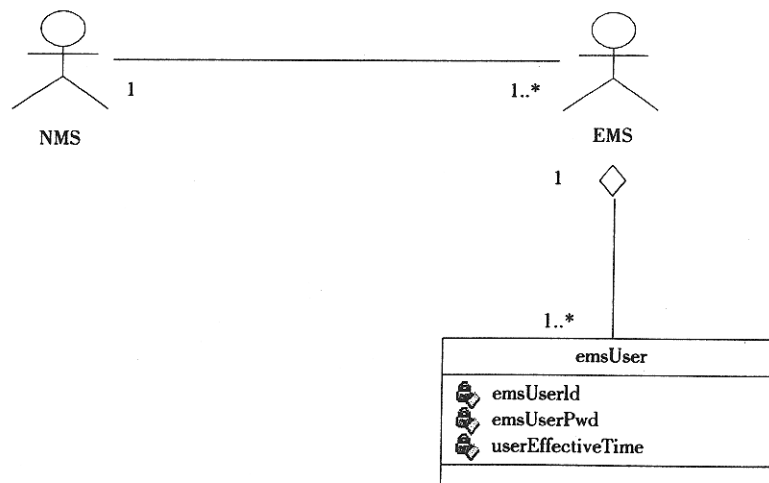 1
1..*
NMS
EMS
1
1..*
emsUser
emsUserId
emsUserPwd
userEffectiveTime